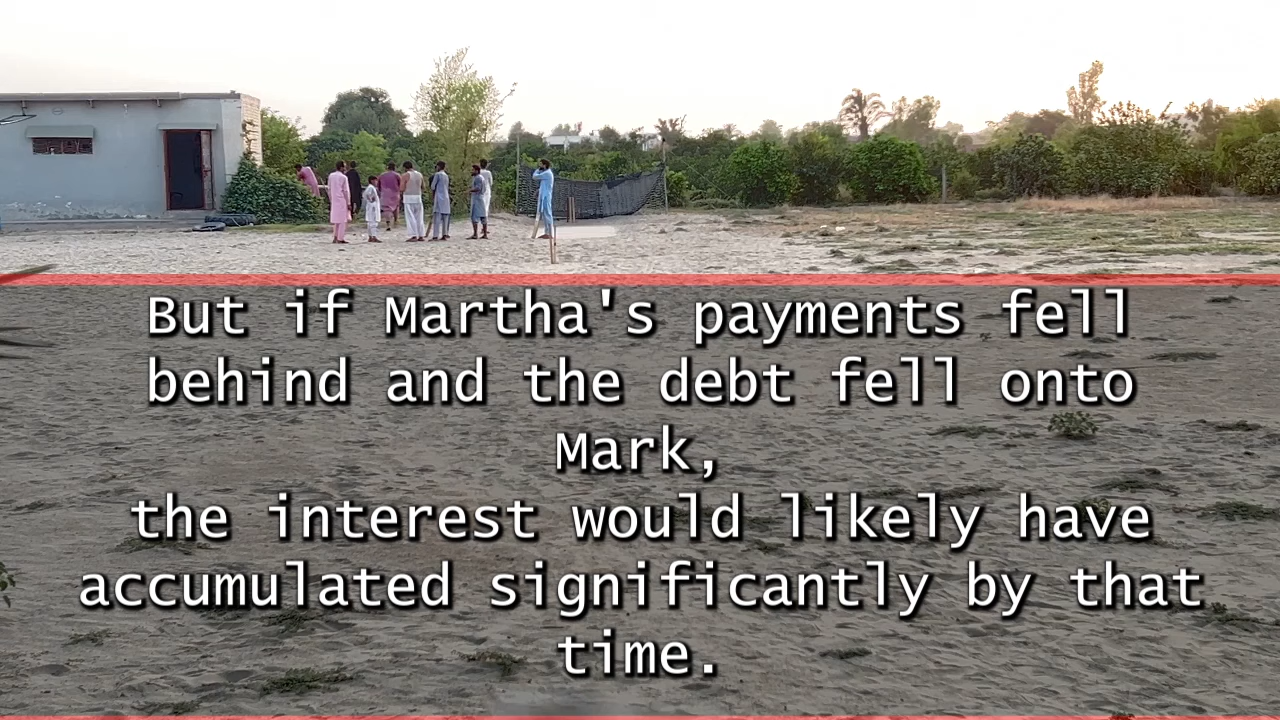 But if Martha's payments fell
behind and the debt fell onto
Mark,
the interest would likely have
accumulated significantly by that
time.